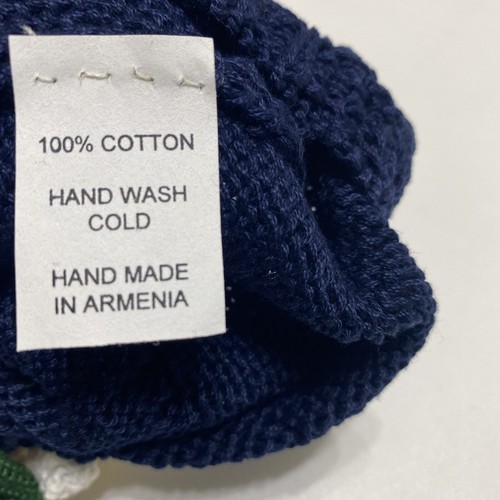 100% COTTON
HAND WASH
COLD
HAND MADE
IN ARMENIA